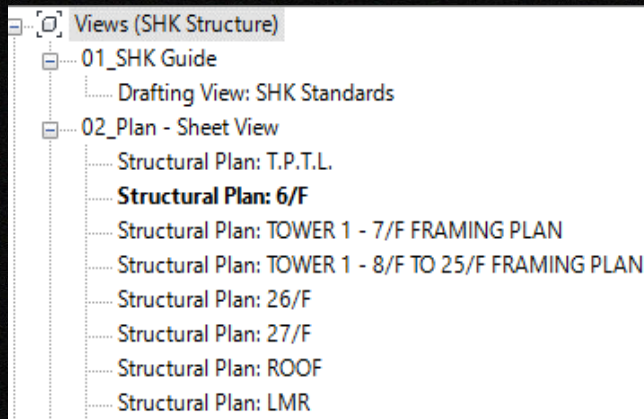 Views (SHK Structure)
01_SHK Guide
Drafting View: SHK Standards
02_Plan - Sheet View
Structural Plan: T.P.T.L.
Structural Plan: 6/F
Structural Plan: TOWER 1 - 7/F FRAMING PLAN
Structural Plan: TOWER 1 - 8/F TO 25/F FRAMING PLAN
Structural Plan: 26/F
Structural Plan: 27/F
Structural Plan: ROOF
Structural Plan: LMR